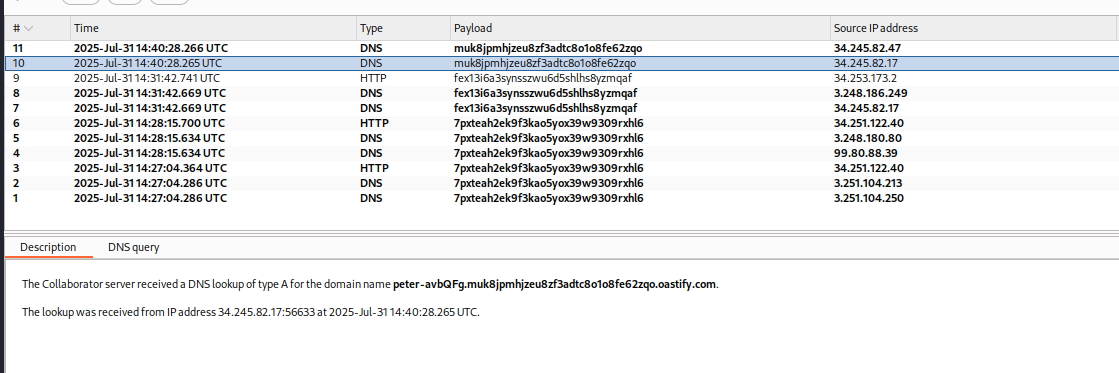 # Time Type Payload Source IP address
11 2025-Jul-31 14:40:28.266 UTC DNS muk8jpmhjzeu8zf3adtc8o1o8fe62zqo 34.245.82.47
10 2025-Jul-31 14:40:28.265 UTC DNS muk8jpmhjzeu8zf3adtc8o1o8fe62zqo 34.245.82.17
9 2025-Jul-31 14:31:42.741 UTC HTTP fex13i6a3synsszwu6d5shlhs8yzmqaf 34.253.173.2
8 2025-Jul-31 14:31:42.669 UTC DNS fex13i6a3synsszwu6d5shlhs8yzmqaf 3.248.186.249
7 2025-Jul-31 14:31:42.669 UTC DNS fex13i6a3synsszwu6d5shlhs8yzmqaf 34.245.82.17
6 2025-Jul-31 14:28:15.700 UTC HTTP 7pxteah2ek9f3kao5yox39w9309rxhl6 34.251.122.40
5 2025-Jul-31 14:28:15.634 UTC DNS 7pxteah2ek9f3kao5yox39w9309rxhl6 3.248.180.80
4 2025-Jul-31 14:28:15.634 UTC DNS 7pxteah2ek9f3kao5yox39w9309rxhl6 99.80.88.39
3 2025-Jul-31 14:27:04.364 UTC HTTP 7pxteah2ek9f3kao5yox39w9309rxhl6 34.251.122.40
2 2025-Jul-31 14:27:04.286 UTC DNS 7pxteah2ek9f3kao5yox39w9309rxhl6 3.251.104.213
1 2025-Jul-31 14:27:04.286 UTC DNS 7pxteah2ek9f3kao5yox39w9309rxhl6 3.251.104.250
Description DNS query
The Collaborator server received a DNS lookup of type A for the domain name peter-avbQFg.muk8jpmhjzeu8zf3adtc8o1o8fe62zqo.oastify.com.
The lookup was received from IP address 34.245.82.17:56633 at 2025-Jul-31 14:40:28.265 UTC.